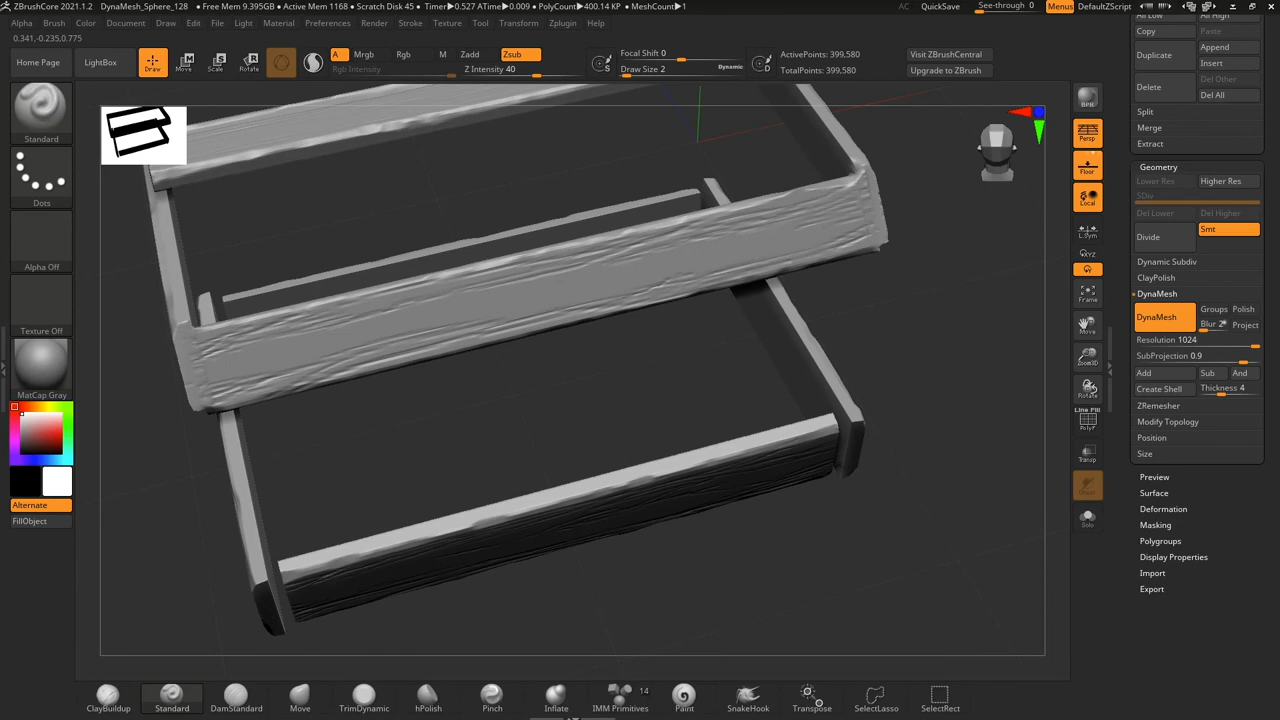 ZBrushCore 2021.1.2 DynaMesh_Sphere_128 • Free Mem 9.395GB • Active Mem 1168 • Scratch Disk 45 • Timer▶0.527 ATime▶0.009 • PolyCount▶400.14 KP • MeshCount▶1 AC QuickSave See-through 0 Menus DefaultZScript
Alpha Brush Color Document Draw Edit File Light Material Movie Picker Preferences Render Stroke Texture Tool Transform Zplugin Help
0.341,-0.235,0.775
Home Page LightBox Draw Move Scale Rotate
A Mrgb Rgb M Zadd Zsub
Rgb Intensity Z Intensity 40
Focal Shift 0
Draw Size 2 Dynamic
S D
ActivePoints: 399,580
TotalPoints: 399,580
Visit ZBrushCentral
Upgrade to ZBrush
Standard
Dots
Alpha Off
Texture Off
MatCap Gray
Alternate
FillObject
BPR
Persp
Floor
Local
L.Sym
XYZ
Y
Frame
Move
Zoom3D
Rotate
Line Fill
PolyF
Transp
Ghost
Solo
All Low All High
Copy Paste
Duplicate Append
Insert
Delete Del Other
Del All
Split
Merge
Extract
Geometry
Lower Res Higher Res
SDiv
Del Lower Del Higher
Divide Smt
Dynamic Subdiv
ClayPolish
DynaMesh
DynaMesh Groups Polish
Blur 2 Project
Resolution 1024
SubProjection 0.9
Add Sub And
Create Shell Thickness 4
ZRemesher
Modify Topology
Position
Size
Preview
Surface
Deformation
Masking
Polygroups
Display Properties
Import
Export
14
ClayBuildup Standard DamStandard Move TrimDynamic hPolish Pinch Inflate IMM Primitives Paint SnakeHook Transpose SelectLasso SelectRect